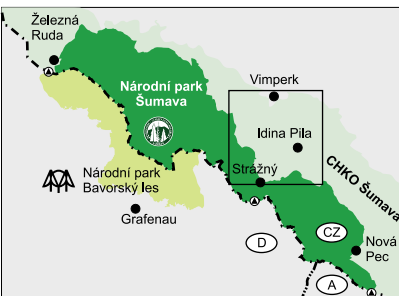 Železná
Ruda
Národní park
Šumava
Vimperk
Idina Pila
CHKO Šumava
Strážný
Národní park
Bavorský les
Grafenau
D
CZ
Nová
Pec
A